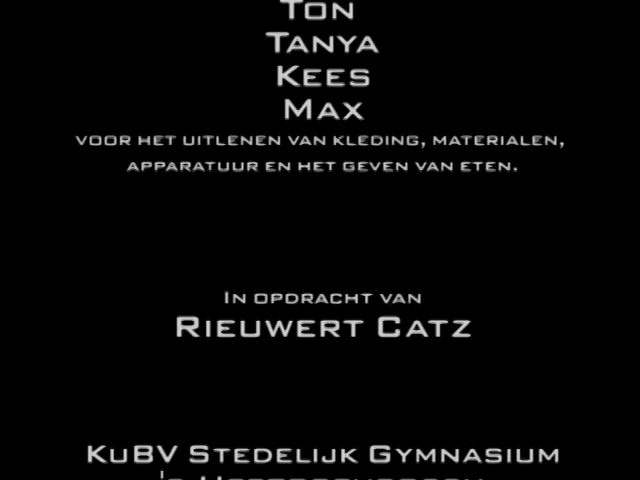 Ton
Tanya
Kees
Max
voor het uitlenen van kleding, materialen,
apparatuur en het geven van eten.
In opdracht van
Rieuwert Catz
KuBV Stedelijk Gymnasium